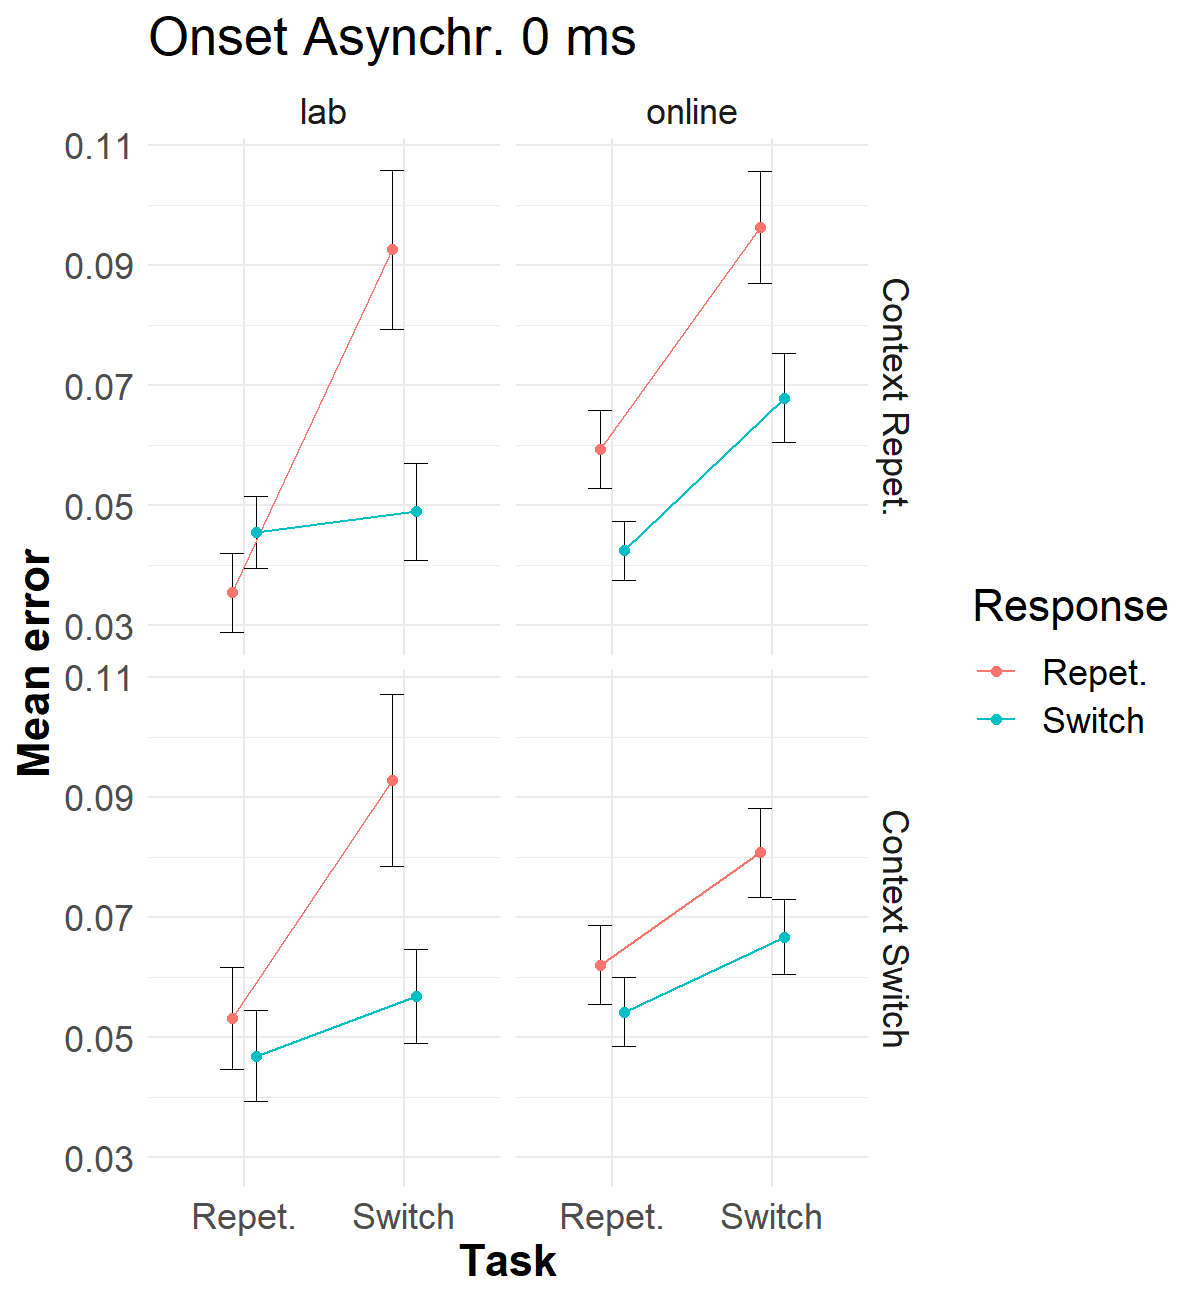 Onset Asynchr. 0 ms
lab
online
0.11
0.09
0.07
0.05
0.03
Context Repet.
0.11
0.09
0.07
0.05
0.03
Context Switch
Mean error
Repet.
Switch
Repet.
Switch
Task
Response
Repet.
Switch